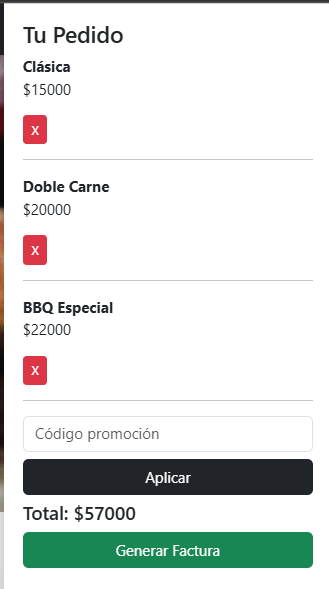 Tu Pedido
Clásica
$15000
X
Doble Carne
$20000
X
BBQ Especial
$22000
X
Código promoción
Aplicar
Total: $57000
Generar Factura